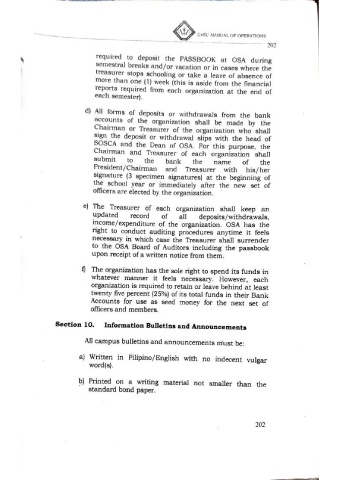 CHSI MANUAL OF OPERATIONS
202
required to deposit the PASSBOOK at OSA during
semestral breaks and/or vacation or in cases where the
treasurer stops schooling or take a leave of absence of
more than one (1) week (this is aside from the financial
reports required from each organization at the end of
each semester).
d) All forms of deposits or withdrawals from the bank
accounts of the organization shall be made by the
Chairman or Treasurer of the organization who shall
sign the deposit or withdrawal slips with the head of
SOSCA and the Dean of OSA. For this purpose, the
Chairman and Treasurer of each organization shall
submit to the bank the name of the
President/Chairman and Treasurer with his/her
signature (3 specimen signatures) at the beginning of
the school year or immediately after the new set of
officers are elected by the organization.
e) The Treasurer of each organization shall keep an
updated record of all deposits/withdrawals,
income/expenditure of the organization. OSA has the
right to conduct auditing procedures anytime it feels
necessary in which case the Treasurer shall surrender
to the OSA Board of Auditors including the passbook
upon receipt of a written notice from them.
f) The organization has the sole right to spend its funds in
whatever manner it feels necessary. However, each
organization is required to retain or leave behind at least
twenty five percent (25%) of its total funds in their Bank
Accounts for use as seed money for the next set of
officers and members.
Section 10. Information Bulletins and Announcements
All campus bulletins and announcements must be:
a) Written in Pilipino/English with no indecent vulgar
word(s).
b) Printed on a writing material not smaller than the
standard bond paper.
202